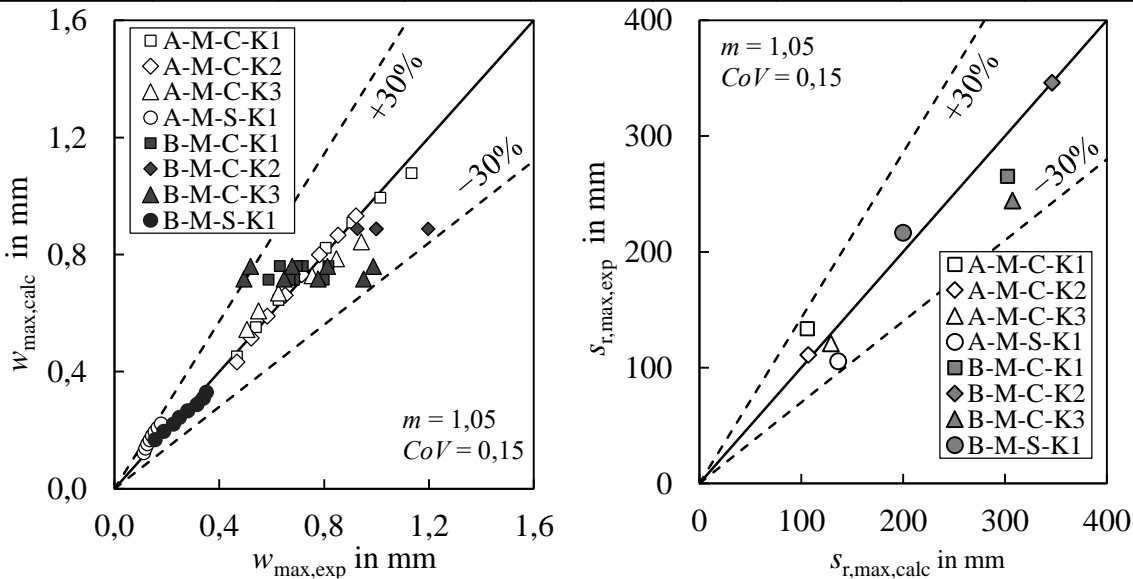 1,6
1,2
0,8
0,4
0,0
w_max,calc in mm
A-M-C-K1
A-M-C-K2
A-M-C-K3
A-M-S-K1
B-M-C-K1
B-M-C-K2
B-M-C-K3
B-M-S-K1
+30%
−30%
m = 1,05
CoV = 0,15
0,0 0,4 0,8 1,2 1,6
w_max,exp in mm
400
300
200
100
0
s_r,max,exp in mm
m = 1,05
CoV = 0,15
+30%
−30%
A-M-C-K1
A-M-C-K2
A-M-C-K3
A-M-S-K1
B-M-C-K1
B-M-C-K2
B-M-C-K3
B-M-S-K1
0 100 200 300 400
s_r,max,calc in mm